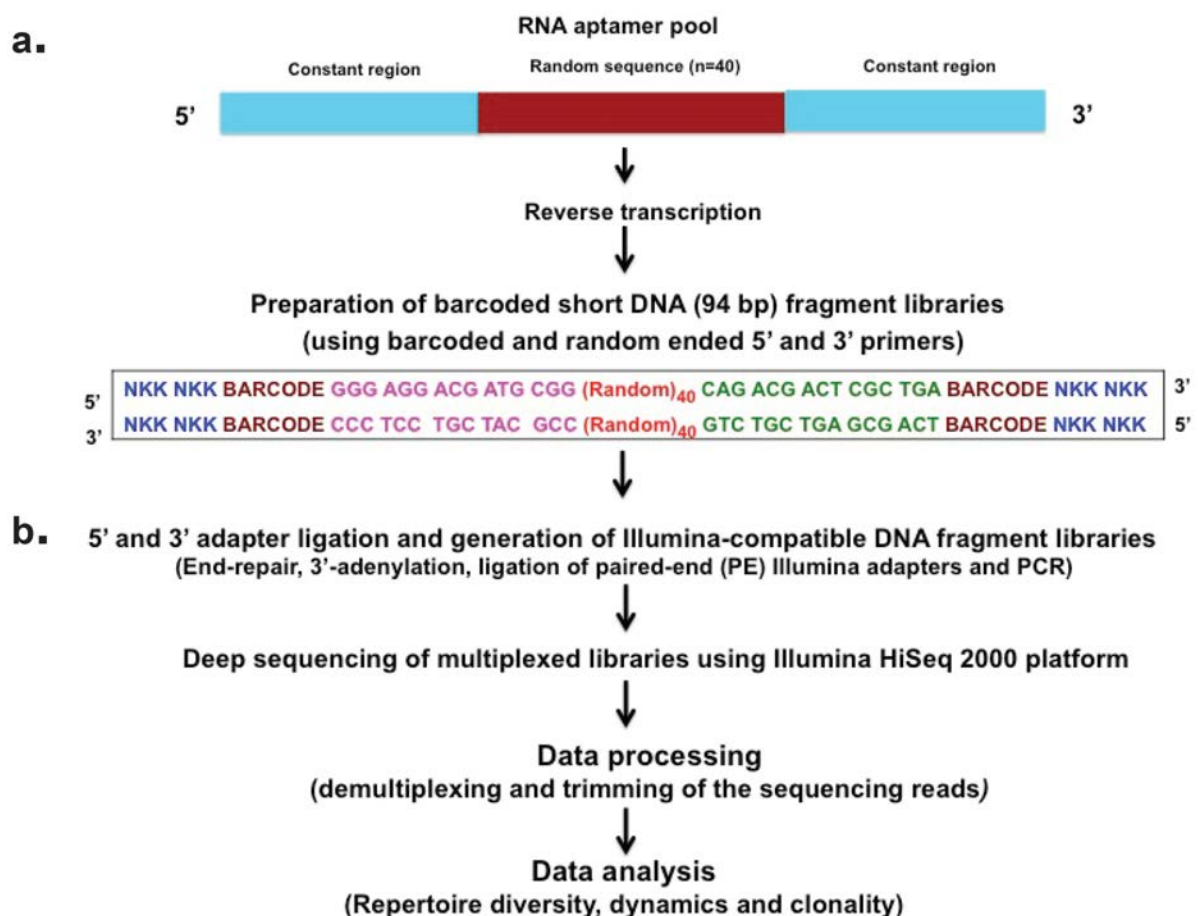 a.
RNA aptamer pool
Constant region Random sequence (n=40) Constant region
5’ 3’
Reverse transcription
Preparation of barcoded short DNA (94 bp) fragment libraries
(using barcoded and random ended 5’ and 3’ primers)
5’ NKK NKK BARCODE GGG AGG ACG ATG CGG (Random)40 CAG ACG ACT CGC TGA BARCODE NKK NKK 3’
3’ NKK NKK BARCODE CCC TCC TGC TAC GCC (Random)40 GTC TGC TGA GCG ACT BARCODE NKK NKK 5’
b.
5’ and 3’ adapter ligation and generation of Illumina-compatible DNA fragment libraries
(End-repair, 3’-adenylation, ligation of paired-end (PE) Illumina adapters and PCR)
Deep sequencing of multiplexed libraries using Illumina HiSeq 2000 platform
Data processing
(demultiplexing and trimming of the sequencing reads)
Data analysis
(Repertoire diversity, dynamics and clonality)